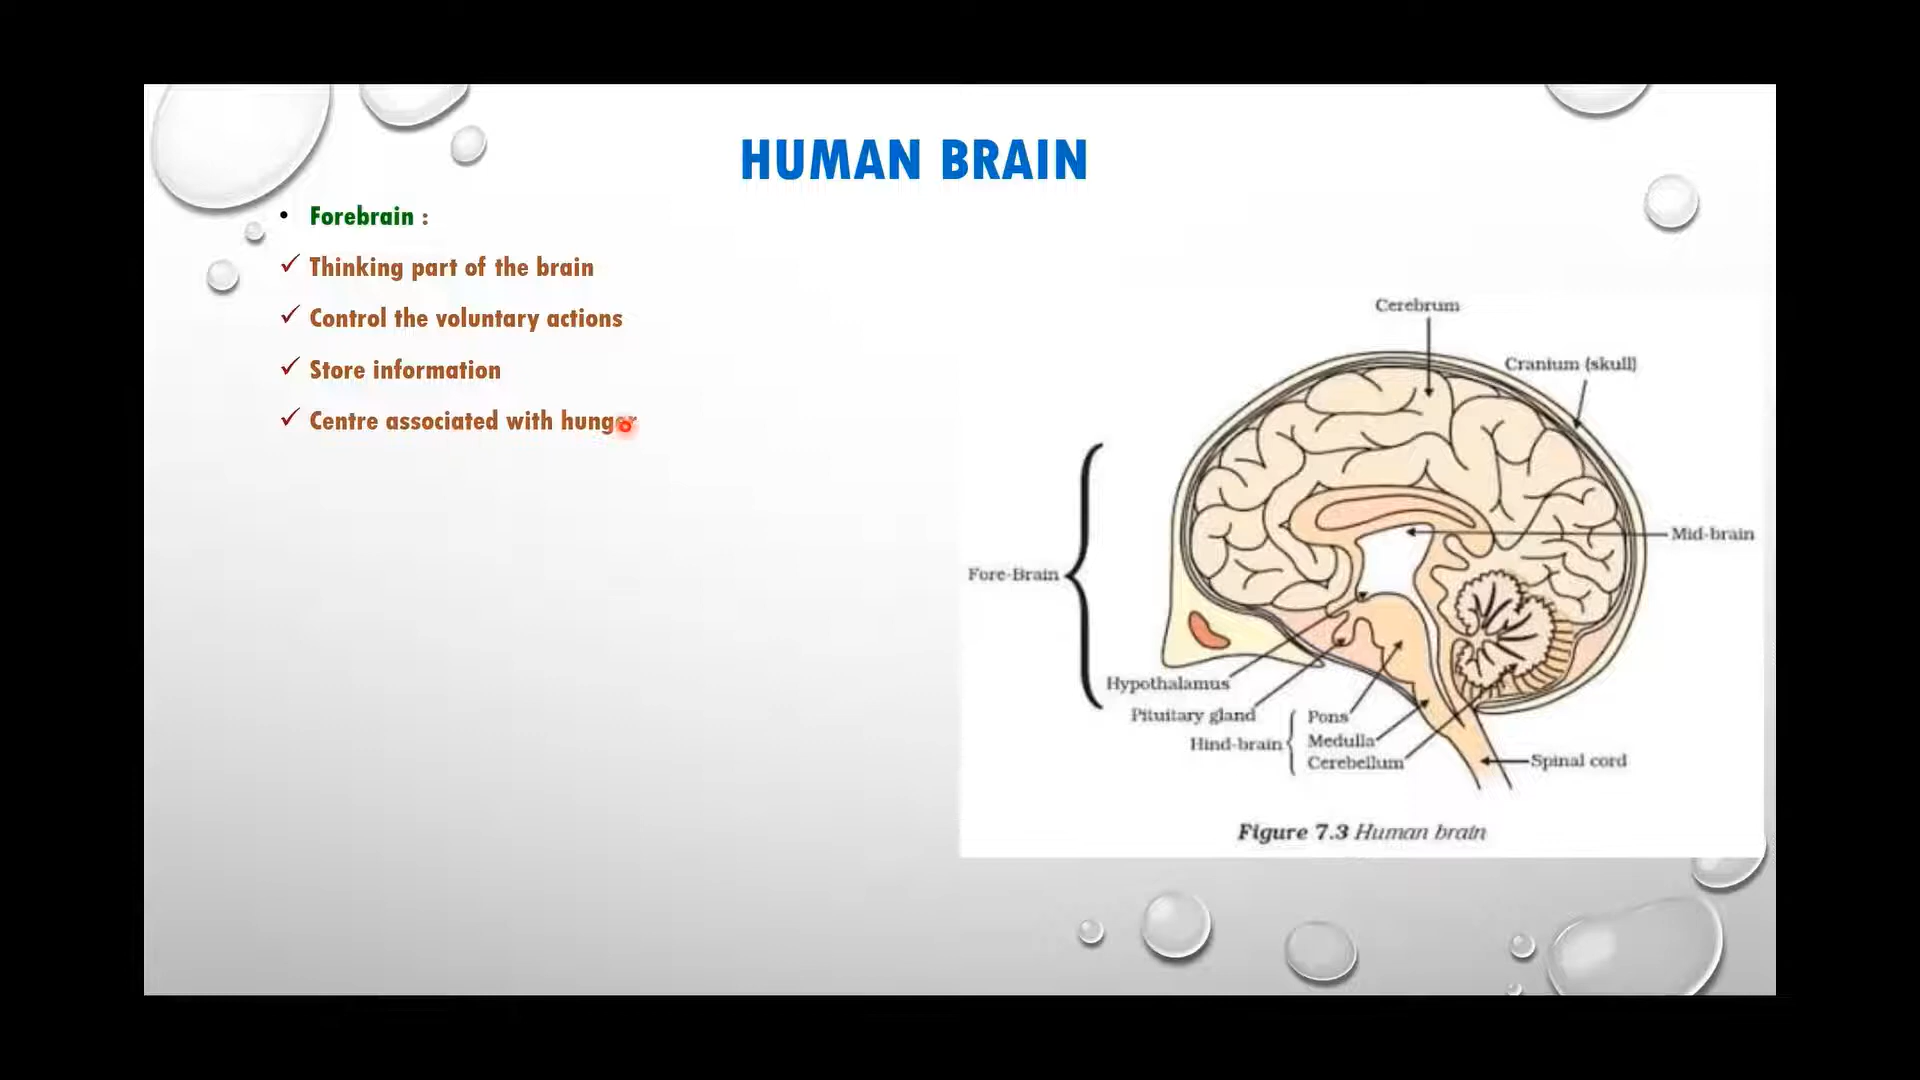 HUMAN BRAIN
• Forebrain :
✓ Thinking part of the brain
✓ Control the voluntary actions
✓ Store information
✓ Centre associated with hunger
Cerebrum
Cranium (skull)
Mid-brain
Fore-Brain
Hypothalamus
Pituitary gland
Hind-brain
Pons
Medulla
Cerebellum
Spinal cord
Figure 7.3 Human brain